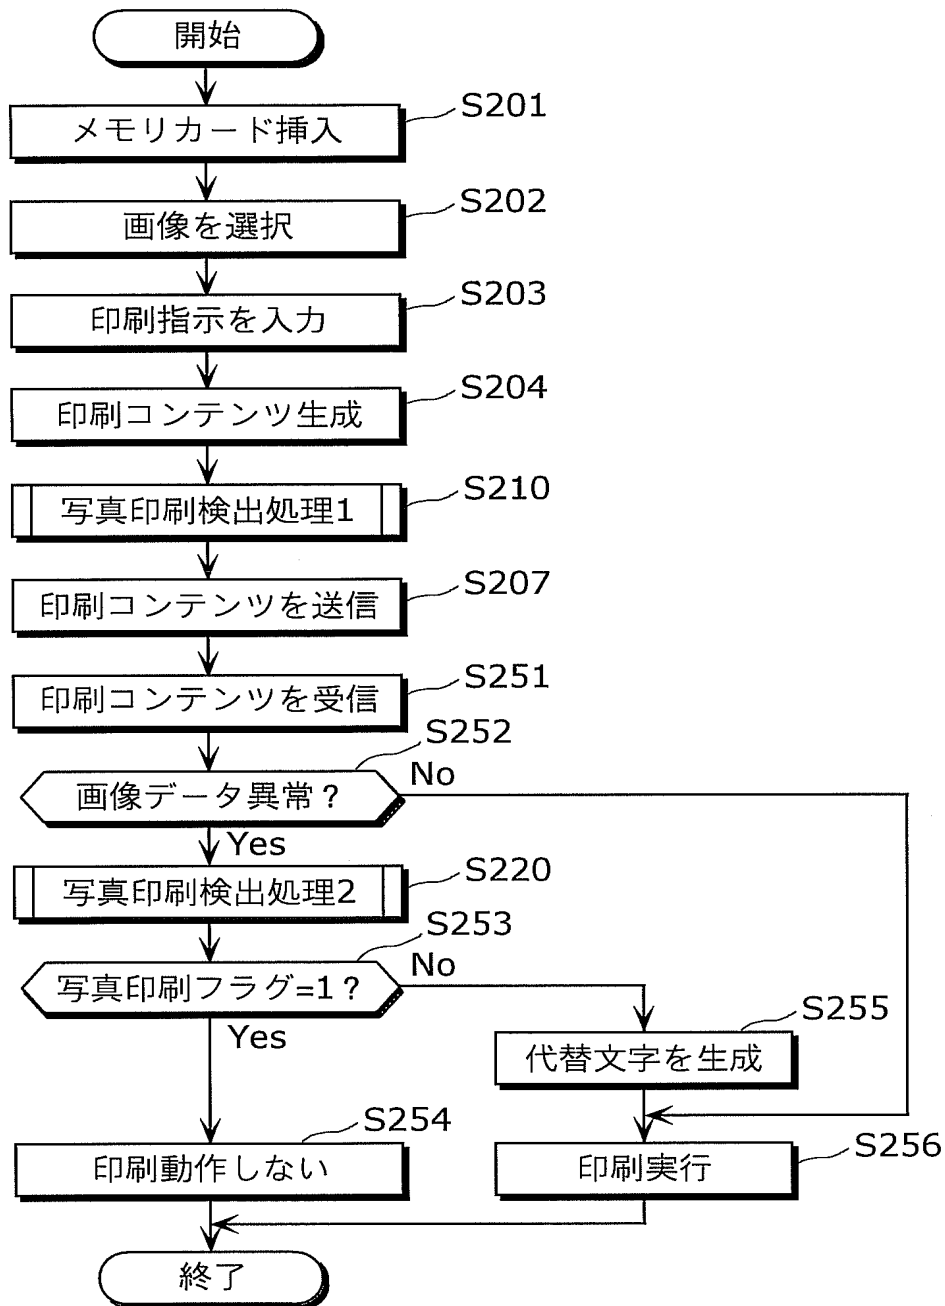 開始
メモリカード挿入
S201
画像を選択
S202
印刷指示を入力
S203
印刷コンテンツ生成
S204
写真印刷検出処理1
S210
印刷コンテンツを送信
S207
印刷コンテンツを受信
S251
画像データ異常？
S252
No
Yes
写真印刷検出処理2
S220
写真印刷フラグ=1？
S253
No
Yes
代替文字を生成
S255
印刷動作しない
S254
印刷実行
S256
終了